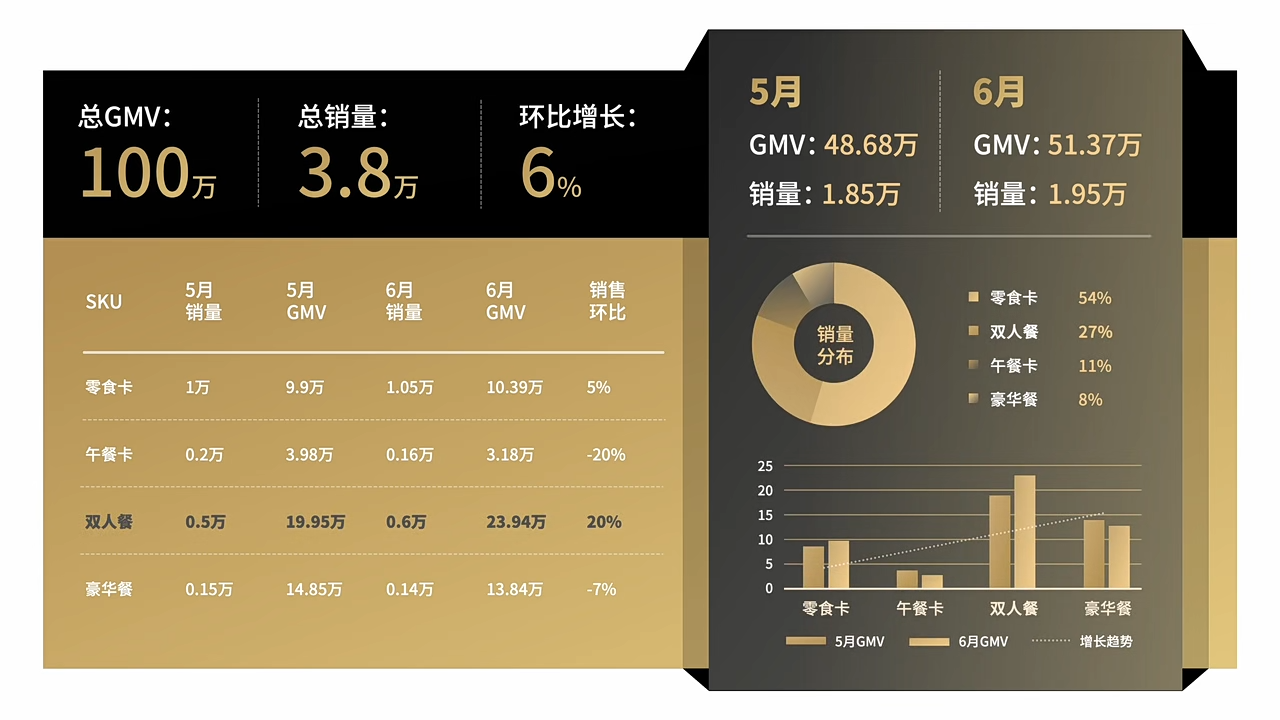 总GMV：
100万
总销量：
3.8万
环比增长：
6%
SKU 5月销量 5月GMV 6月销量 6月GMV 销售环比
零食卡 1万 9.9万 1.05万 10.39万 5%
午餐卡 0.2万 3.98万 0.16万 3.18万 -20%
双人餐 0.5万 19.95万 0.6万 23.94万 20%
豪华餐 0.15万 14.85万 0.14万 13.84万 -7%
5月
GMV：48.68万
销量：1.85万
6月
GMV：51.37万
销量：1.95万
销量
分布
零食卡 54%
双人餐 27%
午餐卡 11%
豪华餐 8%
25
20
15
10
5
0
零食卡 午餐卡 双人餐 豪华餐
5月GMV 6月GMV 增长趋势